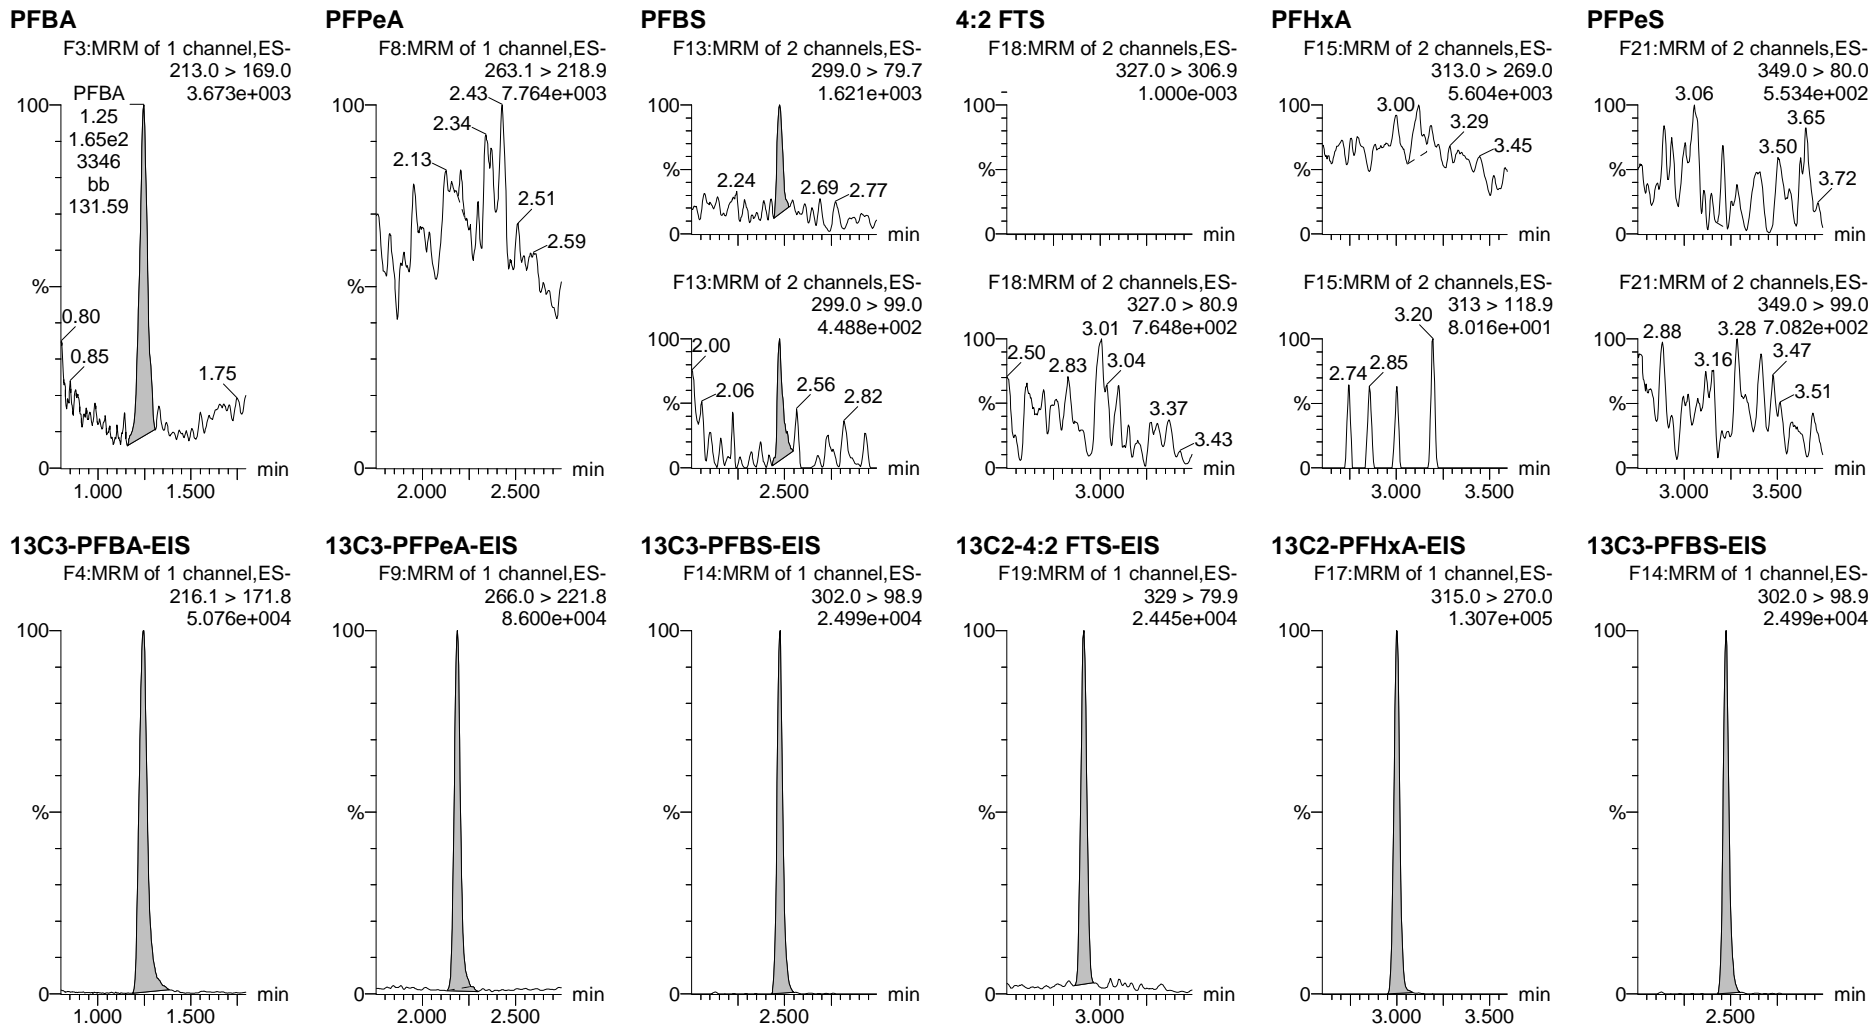 PFBA
F3:MRM of 1 channel,ES-
213.0 > 169.0
3.673e+003
PFBA
1.25
1.65e2
3346
bb
131.59
100
%
0
0.80
0.85
1.75
min
1.000 1.500
PFPeA
F8:MRM of 1 channel,ES-
263.1 > 218.9
7.764e+003
100
%
0
2.43
2.34
2.13
2.51
2.59
min
2.000 2.500
PFBS
F13:MRM of 2 channels,ES-
299.0 > 79.7
1.621e+003
100
%
0
2.24
2.69
2.77
min
F13:MRM of 2 channels,ES-
299.0 > 99.0
4.488e+002
100
%
0
2.00
2.06
2.56
2.82
min
2.500
4:2 FTS
F18:MRM of 2 channels,ES-
327.0 > 306.9
1.000e-003
100
%
0
min
F18:MRM of 2 channels,ES-
327.0 > 80.9
7.648e+002
100
%
0
3.01
2.50
2.83
3.04
3.37
3.43
min
3.000
PFHxA
F15:MRM of 2 channels,ES-
313.0 > 269.0
5.604e+003
100
%
0
3.00
3.29
3.45
min
F15:MRM of 2 channels,ES-
313 > 118.9
8.016e+001
100
%
0
3.20
2.74
2.85
min
3.000 3.500
PFPeS
F21:MRM of 2 channels,ES-
349.0 > 80.0
5.534e+002
100
%
0
3.06
3.65
3.50
3.72
min
F21:MRM of 2 channels,ES-
349.0 > 99.0
7.082e+002
100
%
0
2.88
3.28
3.16
3.47
3.51
min
3.000 3.500
13C3-PFBA-EIS
F4:MRM of 1 channel,ES-
216.1 > 171.8
5.076e+004
100
%
0
min
1.000 1.500
13C3-PFPeA-EIS
F9:MRM of 1 channel,ES-
266.0 > 221.8
8.600e+004
100
%
0
min
2.000 2.500
13C3-PFBS-EIS
F14:MRM of 1 channel,ES-
302.0 > 98.9
2.499e+004
100
%
0
min
2.500
13C2-4:2 FTS-EIS
F19:MRM of 1 channel,ES-
329 > 79.9
2.445e+004
100
%
0
min
3.000
13C2-PFHxA-EIS
F17:MRM of 1 channel,ES-
315.0 > 270.0
1.307e+005
100
%
0
min
3.000 3.500
13C3-PFBS-EIS
F14:MRM of 1 channel,ES-
302.0 > 98.9
2.499e+004
100
%
0
min
2.500